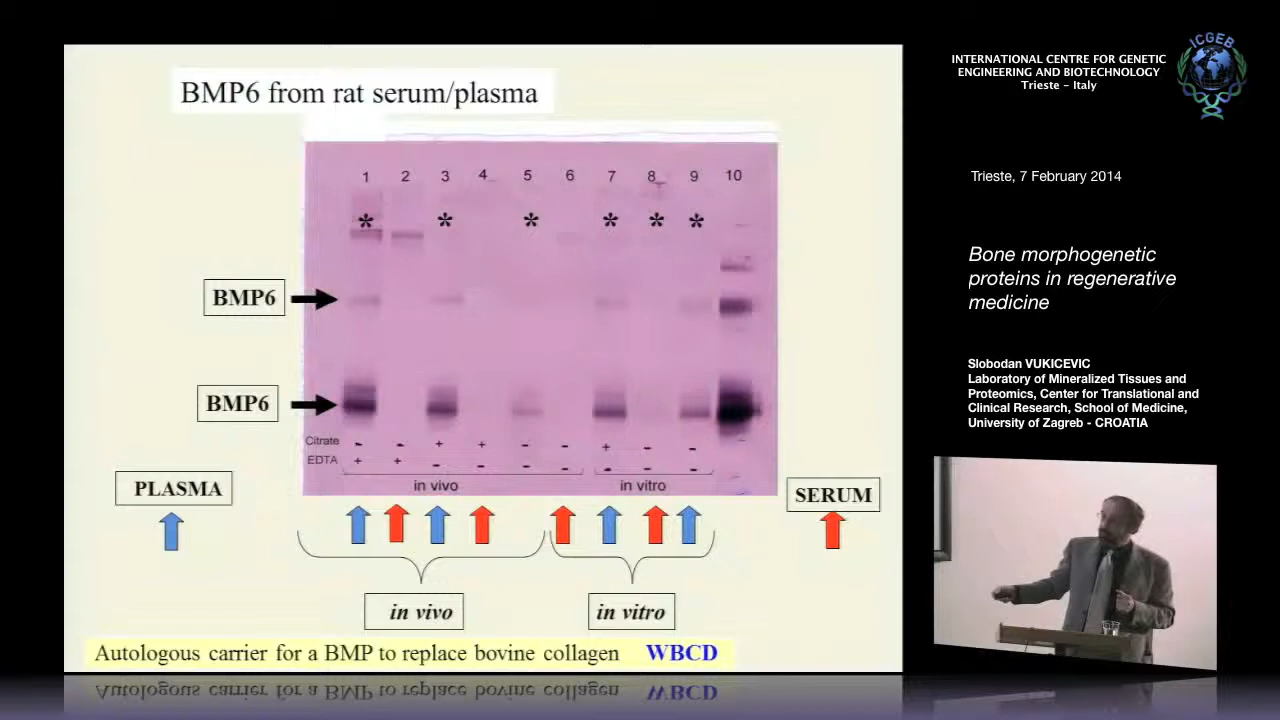 BMP6 from rat serum/plasma
1 2 3 4 5 6 7 8 9 10
* * * * * *
BMP6
BMP6
Citrate - - + + - - + - -
EDTA + + - - - - - - -
in vivo in vitro
PLASMA
SERUM
in vivo
in vitro
Autologous carrier for a BMP to replace bovine collagen WBCD
INTERNATIONAL CENTRE FOR GENETIC
ENGINEERING AND BIOTECHNOLOGY
Trieste - Italy
ICGEB
Trieste, 7 February 2014
Bone morphogenetic
proteins in regenerative
medicine
Slobodan VUKICEVIC
Laboratory of Mineralized Tissues and
Proteomics, Center for Translational and
Clinical Research, School of Medicine,
University of Zagreb - CROATIA